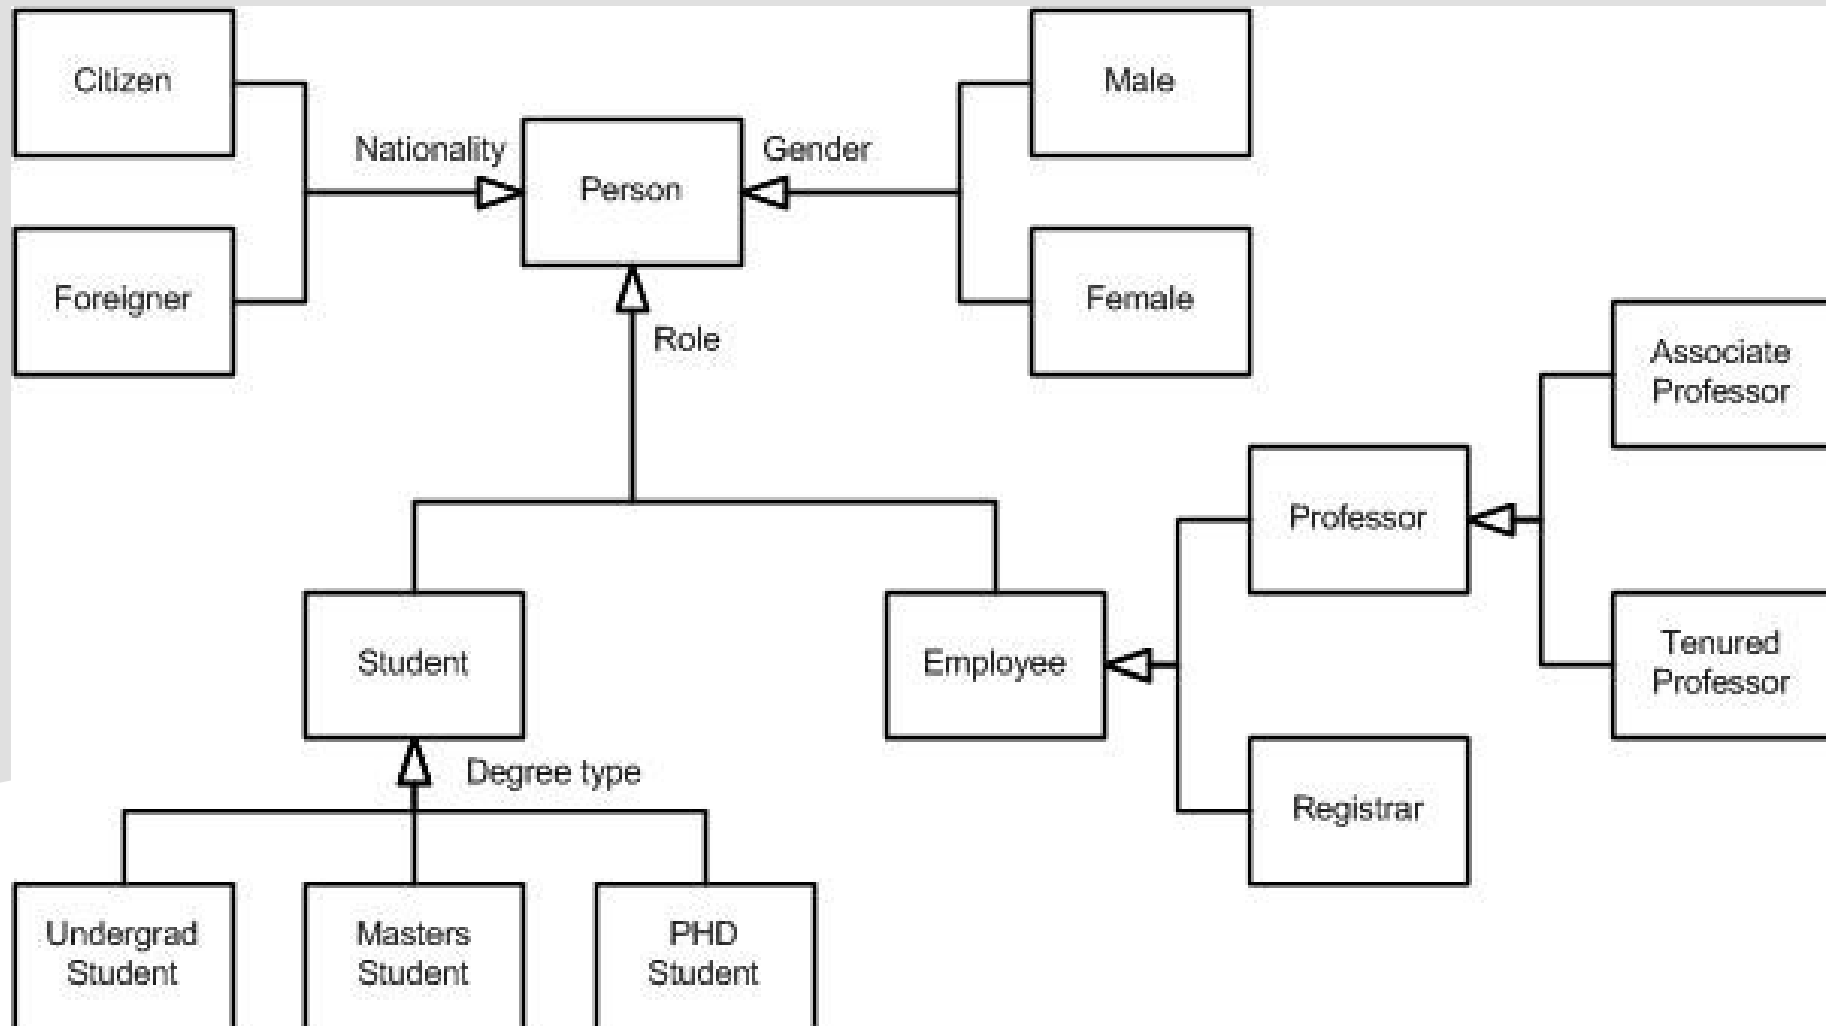 Citizen
Male
Nationality
Gender
Person
Foreigner
Female
Role
Associate
Professor
Professor
Student
Employee
Tenured
Professor
Degree type
Registrar
Undergrad
Student
Masters
Student
PHD
Student